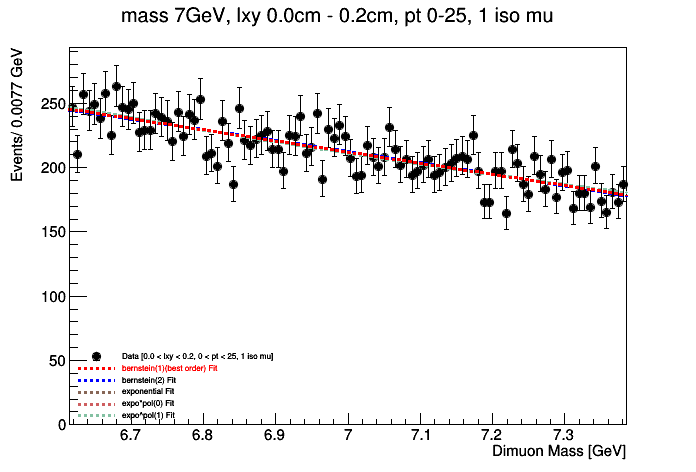 mass 7GeV, lxy 0.0cm - 0.2cm, pt 0-25, 1 iso mu
Events/ 0.0077 GeV
250
200
150
100
50
0
Data [0.0 < lxy < 0.2, 0 < pt < 25, 1 iso mu]
bernstein(1)(best order) Fit
bernstein(2) Fit
exponential Fit
expo*pol(0) Fit
expo*pol(1) Fit
6.7 6.8 6.9 7 7.1 7.2 7.3
Dimuon Mass [GeV]